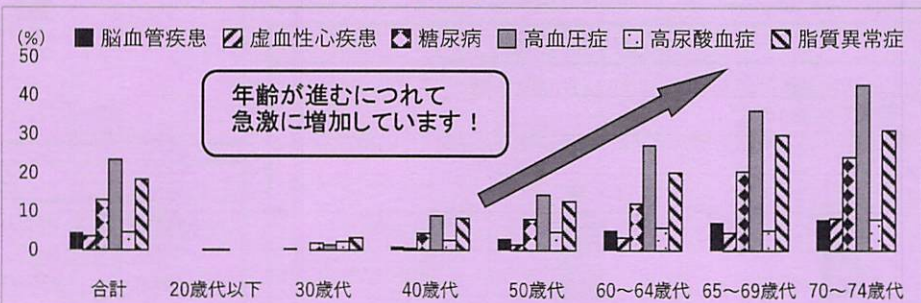 (%) 脳血管疾患 虚血性心疾患 糖尿病 高血圧症 高尿酸血症 脂質異常症
50
40
30
20
10
0
年齢が進むにつれて
急激に増加しています!
合計 20歳代以下 30歳代 40歳代 50歳代 60〜64歳代 65〜69歳代 70〜74歳代